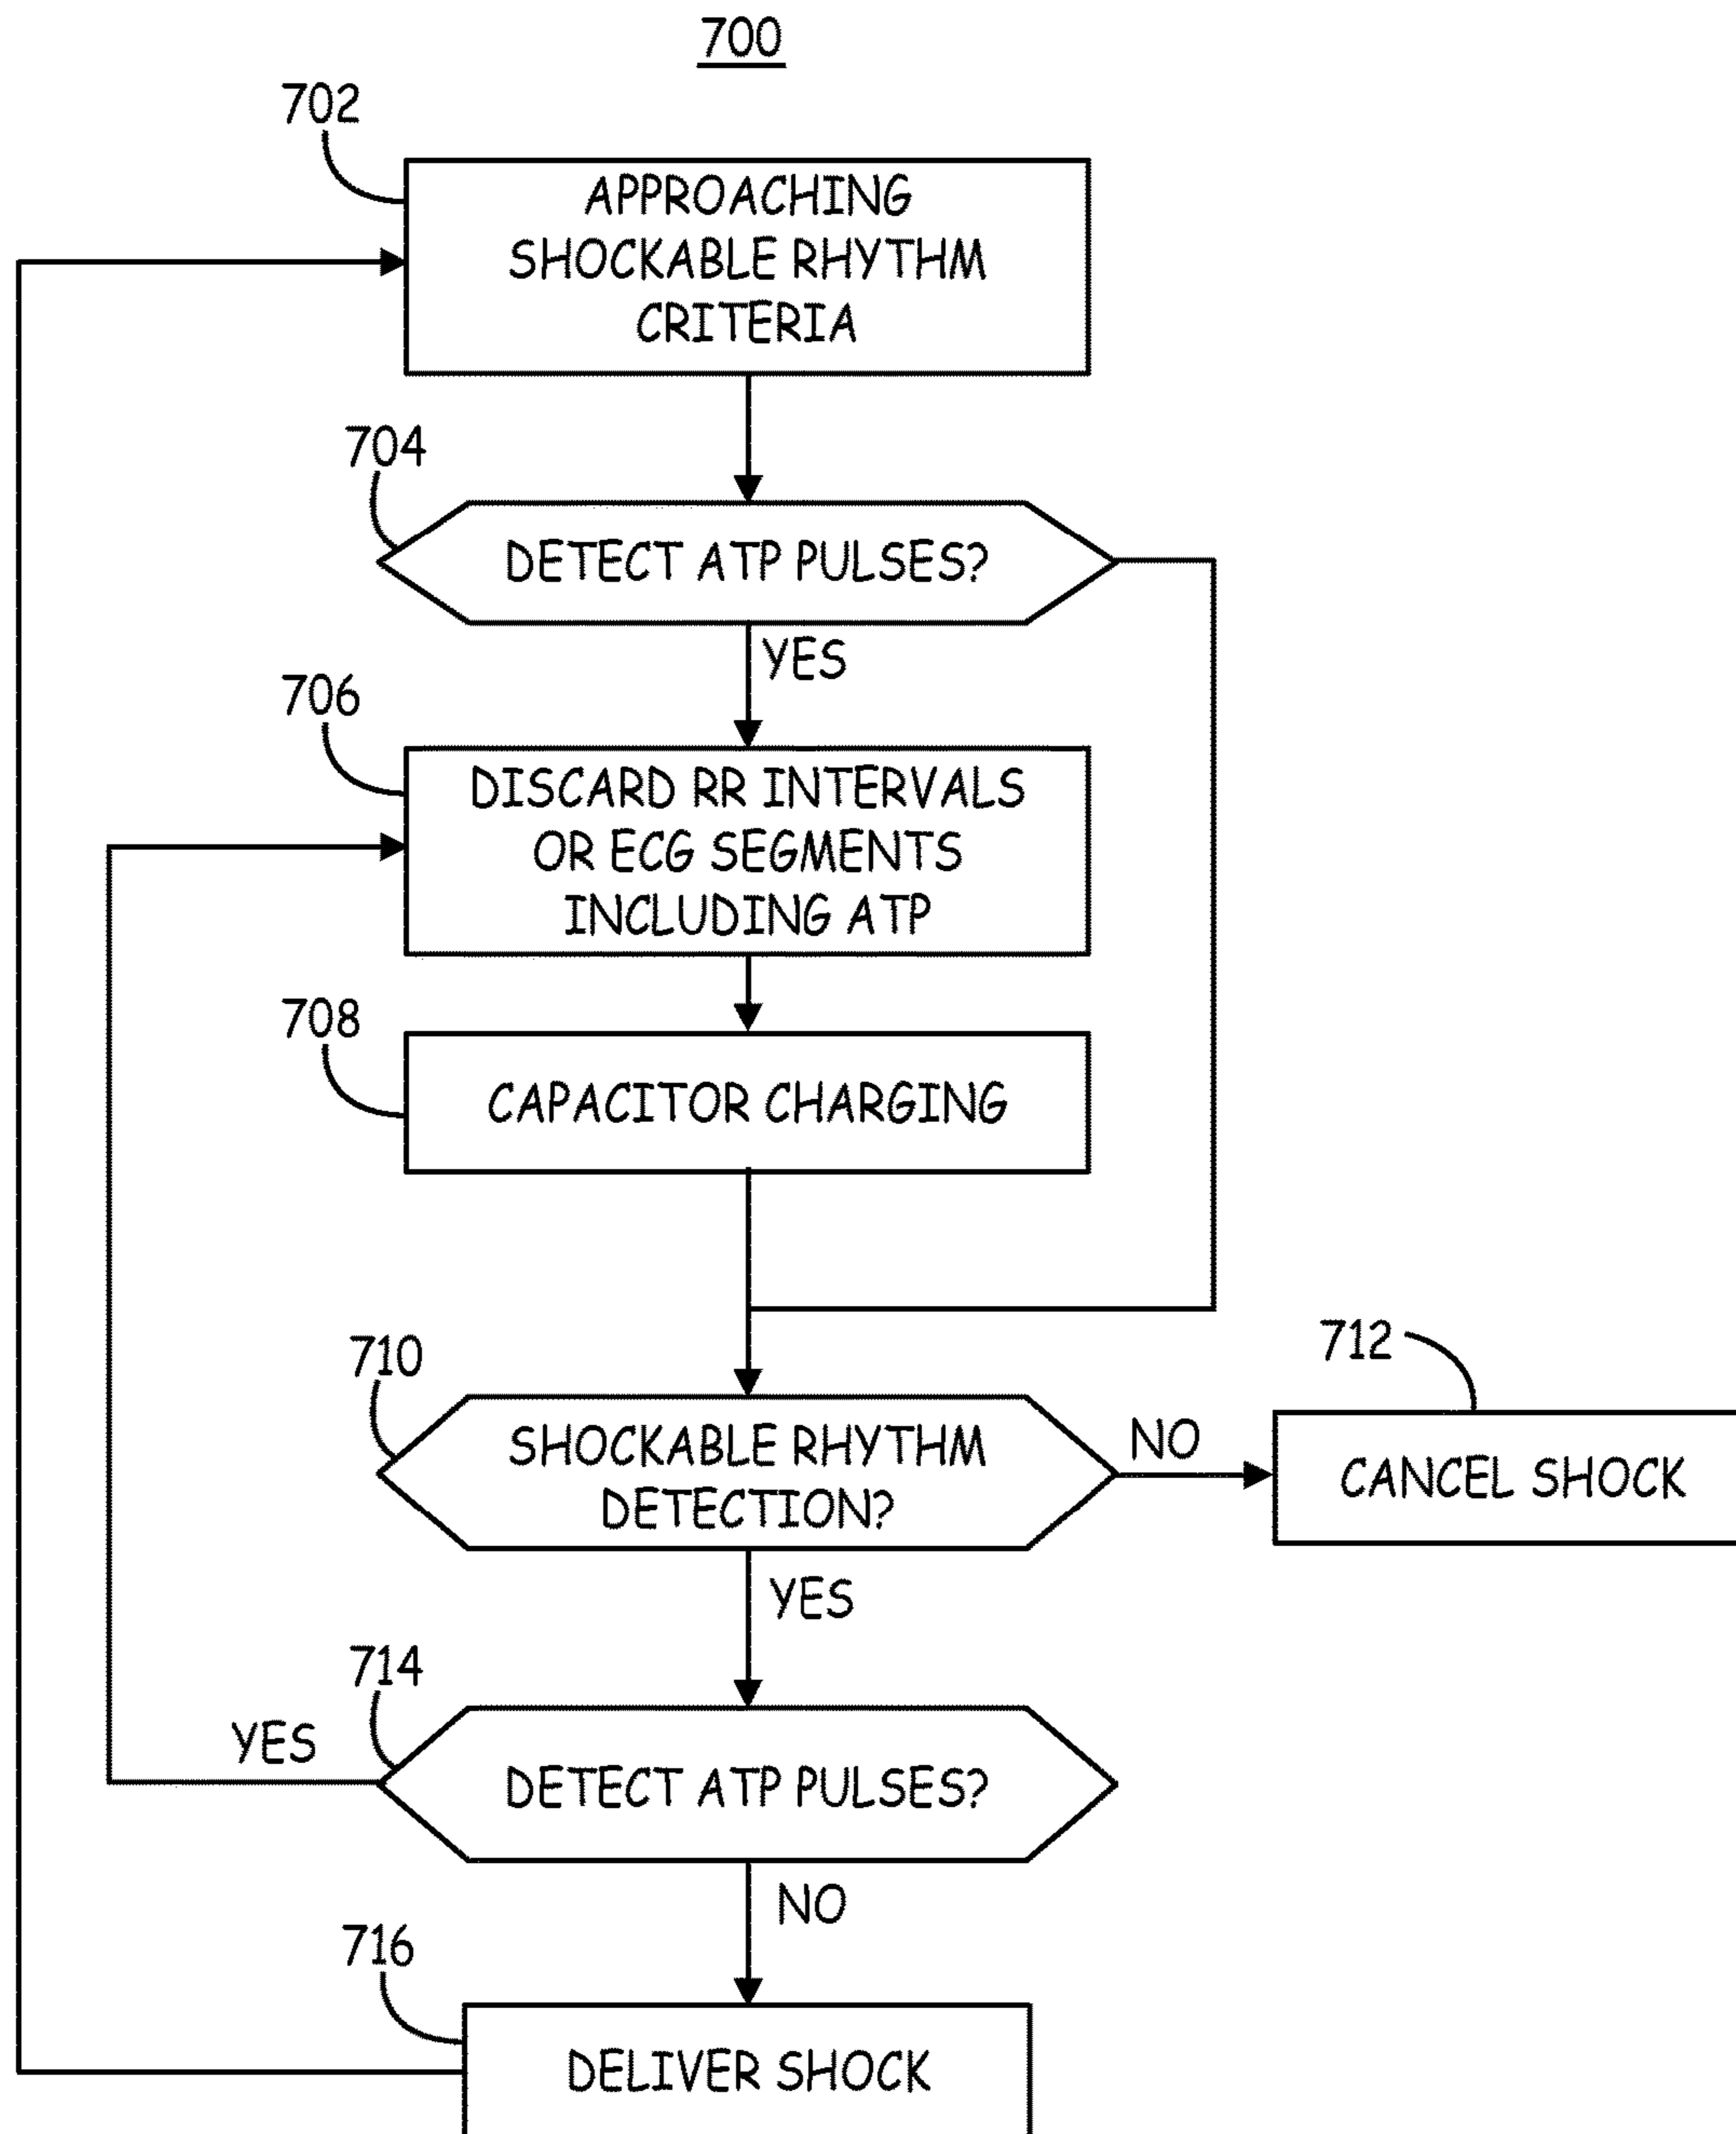 700
702
APPROACHING
SHOCKABLE RHYTHM
CRITERIA
704
DETECT ATP PULSES?
YES
706
DISCARD RR INTERVALS
OR ECG SEGMENTS
INCLUDING ATP
708
CAPACITOR CHARGING
710
SHOCKABLE RHYTHM
DETECTION?
NO
712
CANCEL SHOCK
YES
714
YES
DETECT ATP PULSES?
NO
716
DELIVER SHOCK